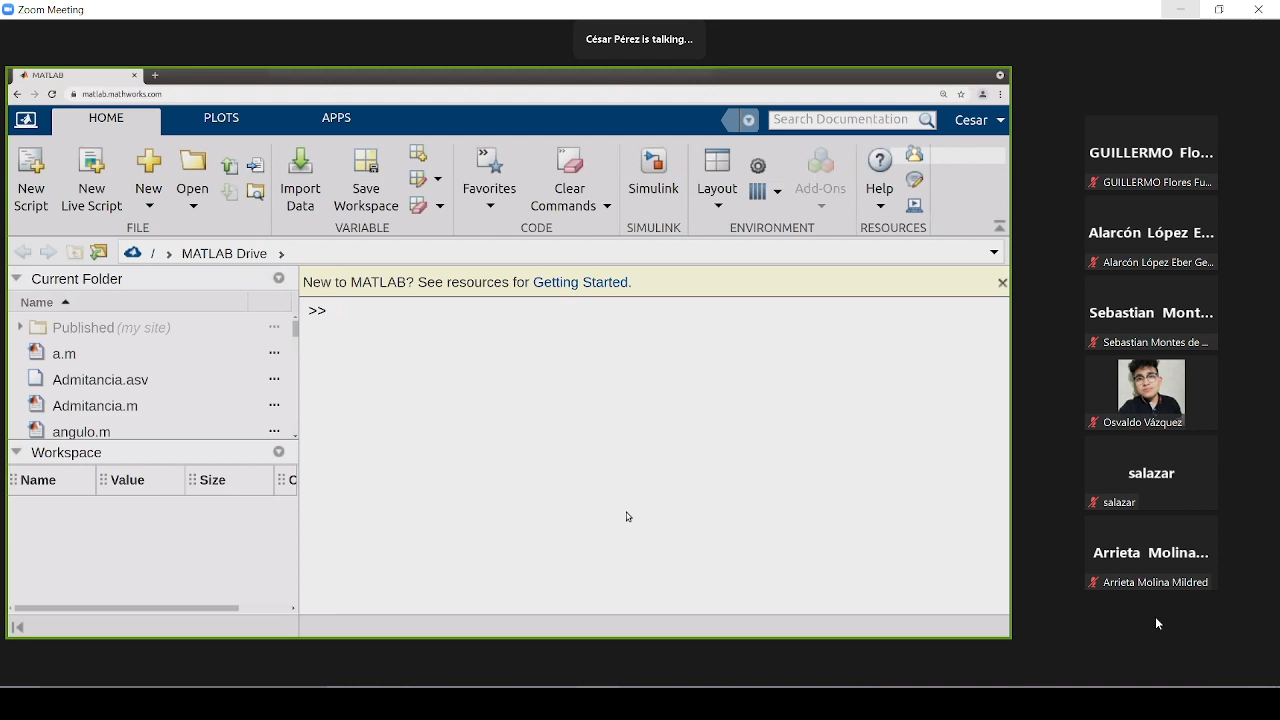 Zoom Meeting
César Pérez is talking...
MATLAB
matlab.mathworks.com
HOME
PLOTS
APPS
Search Documentation
Cesar
New Script
New Live Script
New
Open
Import Data
Save Workspace
Favorites
Clear Commands
Simulink
Layout
Add-Ons
Help
FILE
VARIABLE
CODE
SIMULINK
ENVIRONMENT
RESOURCES
/ › MATLAB Drive ›
Current Folder
Name
Published (my site)
a.m
Admitancia.asv
Admitancia.m
angulo.m
Workspace
Name Value Size C
New to MATLAB? See resources for Getting Started.
>>
GUILLERMO Flo...
GUILLERMO Flores Fu...
Alarcón López E...
Alarcón López Eber Ge...
Sebastian Mont...
Sebastian Montes de ...
Osvaldo Vázquez
salazar
salazar
Arrieta Molina...
Arrieta Molina Mildred